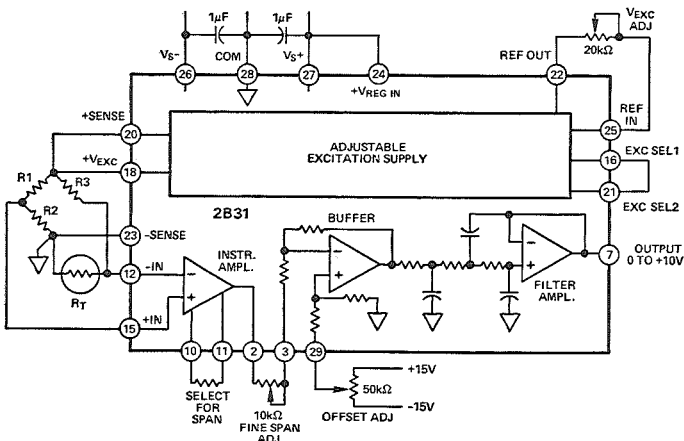 1μF
1μF
VEXC
ADJ
VS-
COM
VS+
REF OUT
20kΩ
26
28
27
24
22
+VREG IN
REF
IN
+SENSE
20
25
ADJUSTABLE
EXCITATION SUPPLY
EXC SEL1
+VEXC
18
16
R1
R3
21
R2
2B31
EXC SEL2
23
-SENSE
BUFFER
INSTR.
AMPL.
12
-IN
7
OUTPUT
0 TO +10V
FILTER
AMPL.
RT
+IN
15
10
11
2
3
29
SELECT
FOR
SPAN
10kΩ
FINE SPAN
ADJ
+15V
50kΩ
-15V
OFFSET ADJ